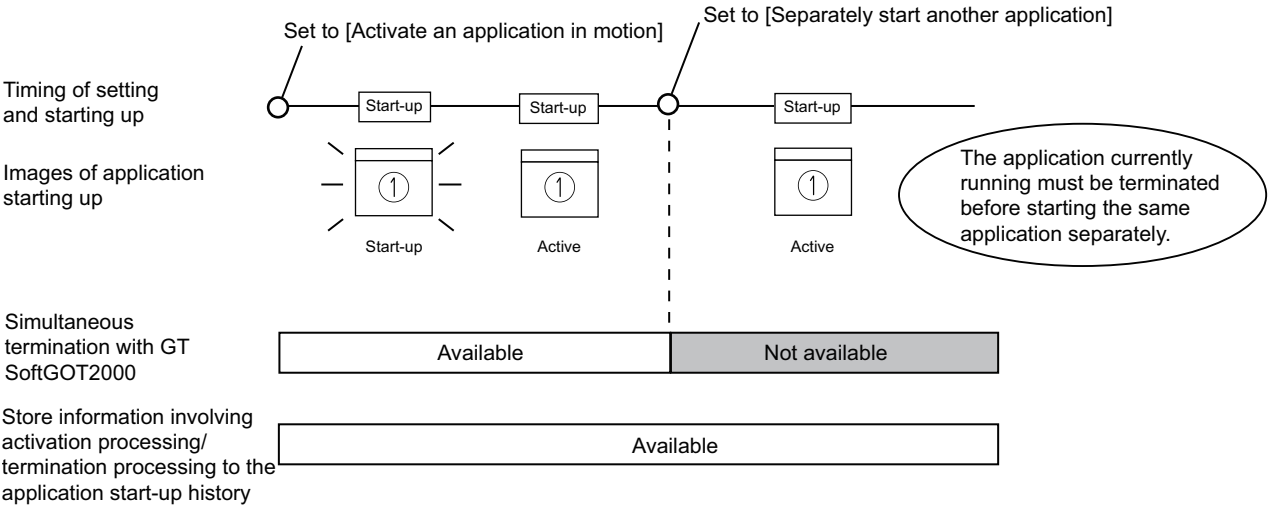 Set to [Activate an application in motion]
Set to [Separately start another application]
Timing of setting
and starting up
Start-up
Start-up
Start-up
Images of application
starting up
1
1
1
Start-up
Active
Active
The application currently
running must be terminated
before starting the same
application separately.
Simultaneous
termination with GT
SoftGOT2000
Available
Not available
Store information involving
activation processing/
termination processing to the
application start-up history
Available